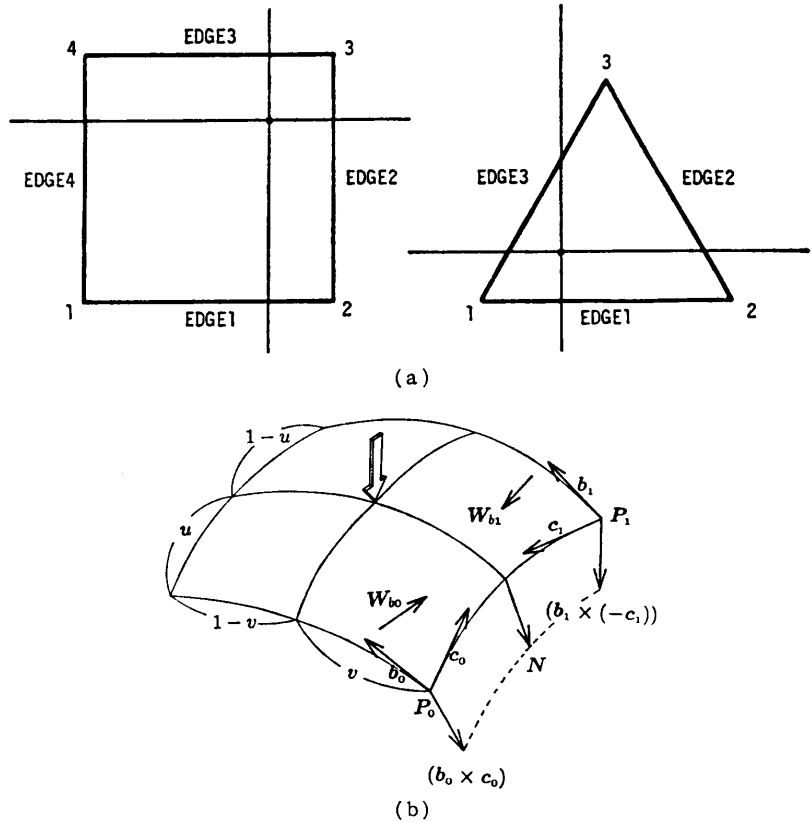 4 EDGE3 3
3
EDGE4 EDGE2
EDGE3 EDGE2
1 EDGE1 2
1 EDGE1 2
(a)
1 − u
b₁
u
W_b1
c₁
P₁
W_b0
(b₁ × (−c₁))
1 − v
v
b₀
c₀
N
P₀
(b₀ × c₀)
(b)